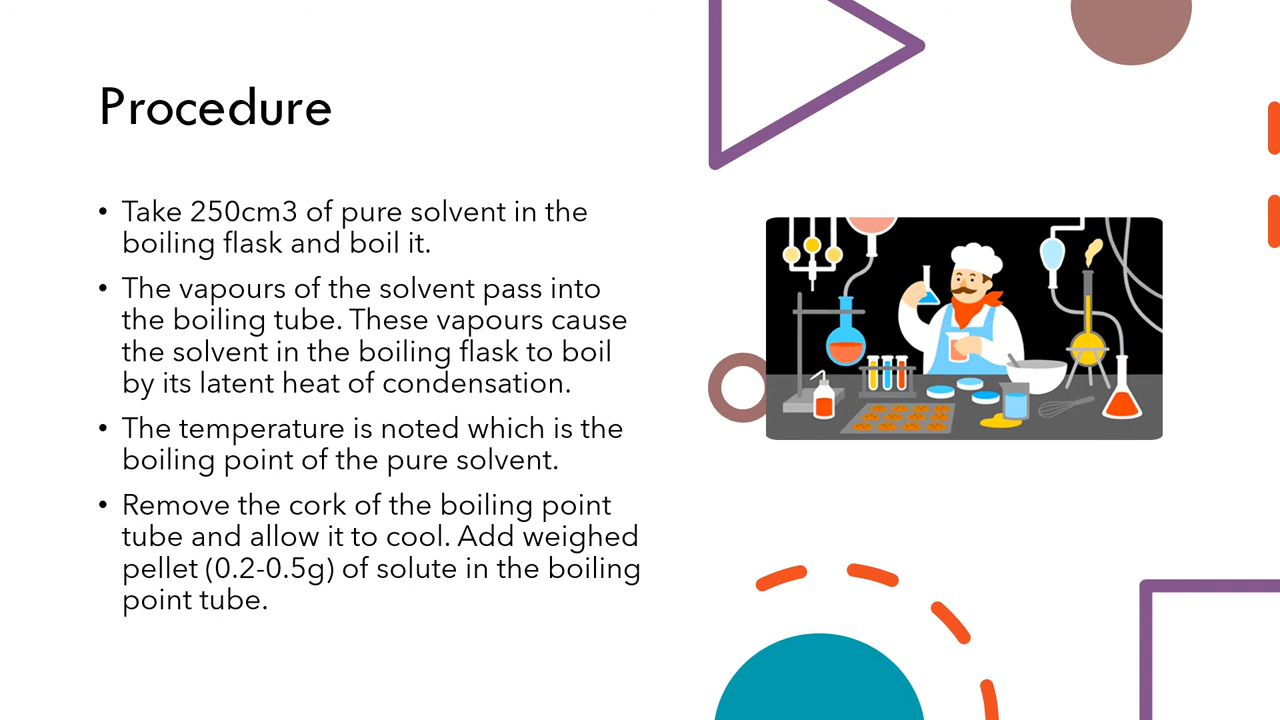 Procedure
• Take 250cm3 of pure solvent in the
boiling flask and boil it.
• The vapours of the solvent pass into
the boiling tube. These vapours cause
the solvent in the boiling flask to boil
by its latent heat of condensation.
• The temperature is noted which is the
boiling point of the pure solvent.
• Remove the cork of the boiling point
tube and allow it to cool. Add weighed
pellet (0.2-0.5g) of solute in the boiling
point tube.